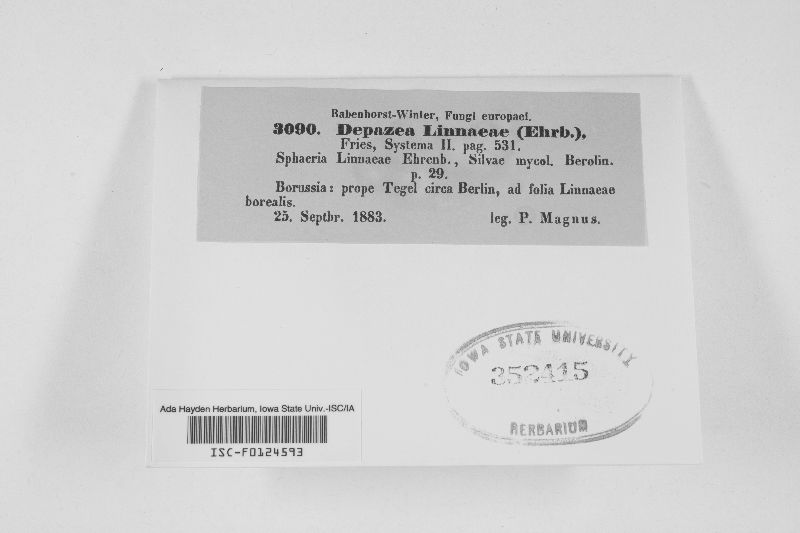 Rabenhorst-Winter, Fungi europaei.
3090. Depazea Linnaeae (Ehrb.),
Fries, Systema II. pag. 531.
Sphaeria Linnaeae Ehrenb., Silvae mycol. Berolin.
p. 29.
Borussia: prope Tegel circa Berlin, ad folia Linnaeae
borealis.
25. Septbr. 1883. leg. P. Magnus.
IOWA STATE UNIVERSITY
352415
HERBARIUM
Ada Hayden Herbarium, Iowa State Univ.-ISC/IA
ISC-F0124593